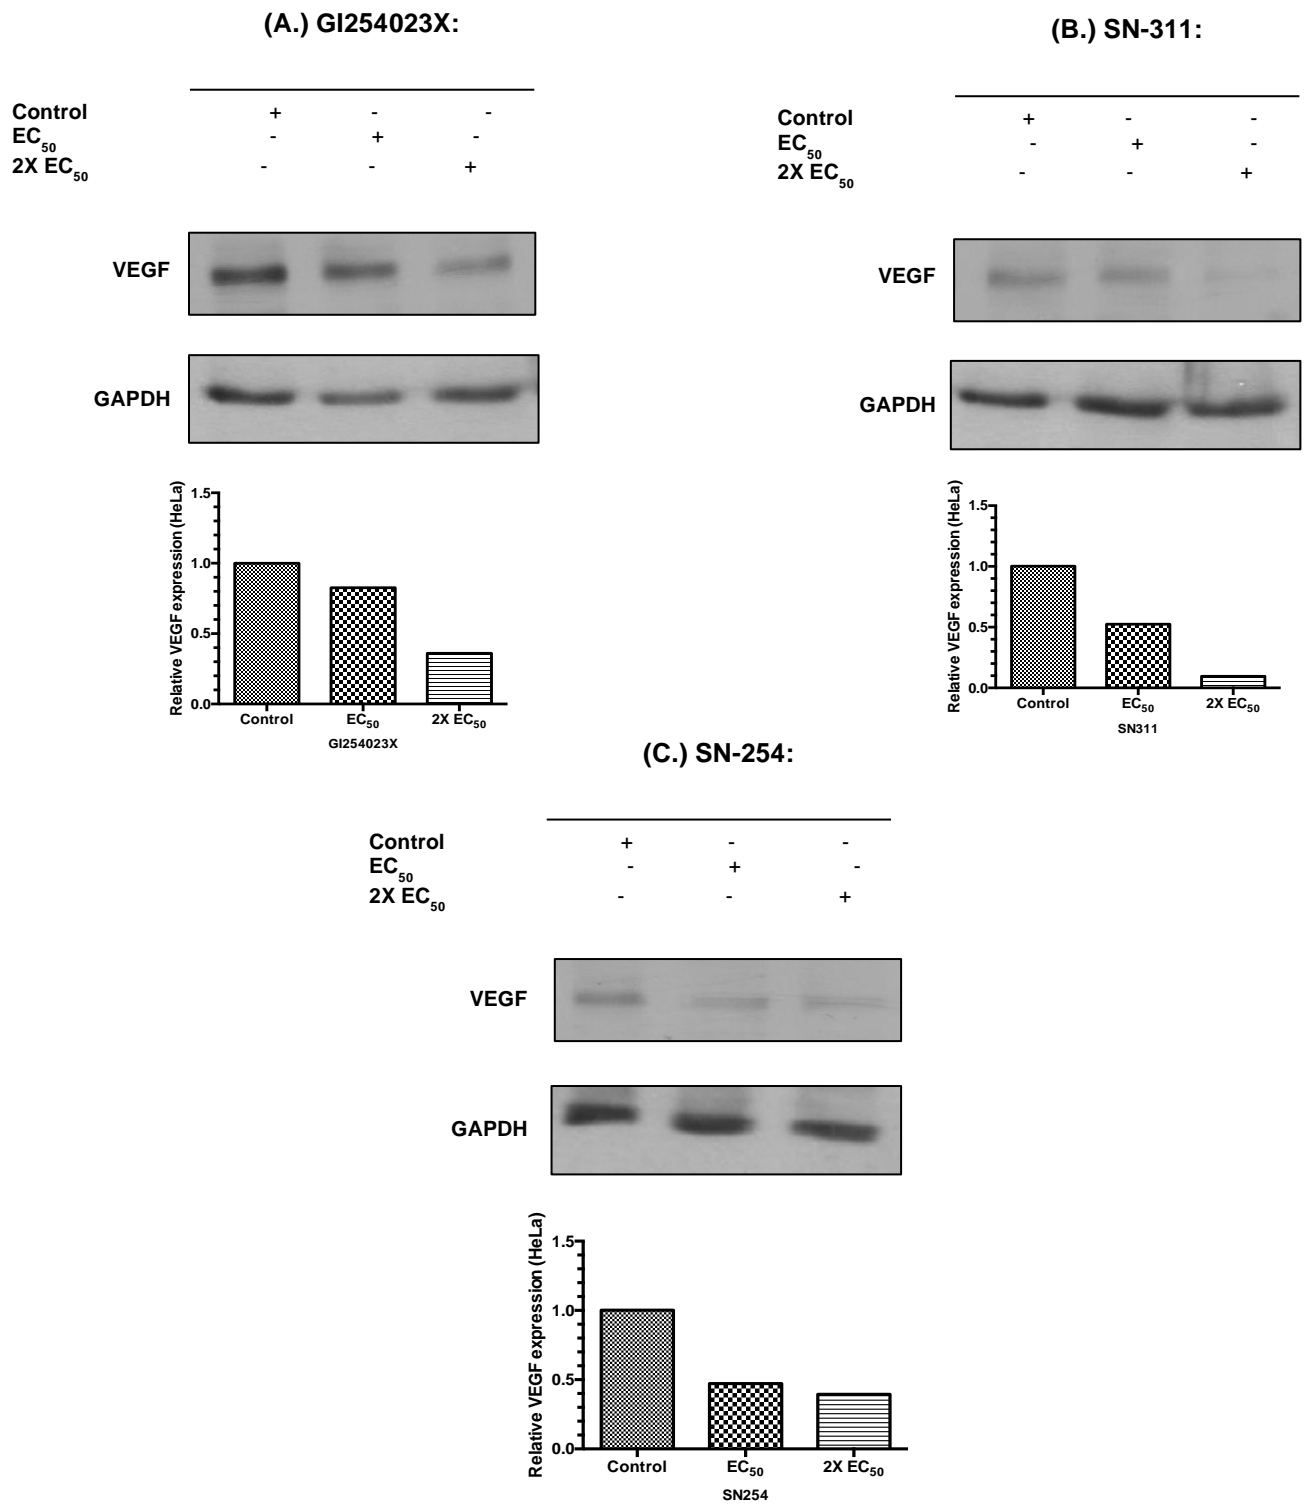 (A.) GI254023X:
Control + - -
EC50 - + -
2X EC50 - - +
VEGF
GAPDH
Relative VEGF expression (HeLa)
1.5
1.0
0.5
0.0
Control EC50 2X EC50
GI254023X
(B.) SN-311:
Control + - -
EC50 - + -
2X EC50 - - +
VEGF
GAPDH
Relative VEGF expression (HeLa)
1.5
1.0
0.5
0.0
Control EC50 2X EC50
SN311
(C.) SN-254:
Control + - -
EC50 - + -
2X EC50 - - +
VEGF
GAPDH
Relative VEGF expression (HeLa)
1.5
1.0
0.5
0.0
Control EC50 2X EC50
SN254